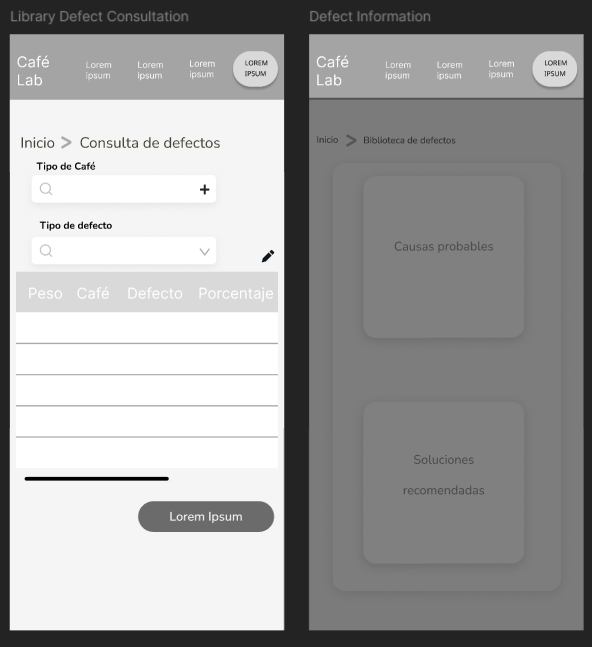 Library Defect Consultation
Café
Lab
Lorem
ipsum
Lorem
ipsum
Lorem
ipsum
LOREM
IPSUM
Inicio > Consulta de defectos
Tipo de Café
+
Tipo de defecto
Peso Café Defecto Porcentaje
Lorem Ipsum
Defect Information
Café
Lab
Lorem
ipsum
Lorem
ipsum
Lorem
ipsum
LOREM
IPSUM
Inicio > Biblioteca de defectos
Causas probables
Soluciones
recomendadas